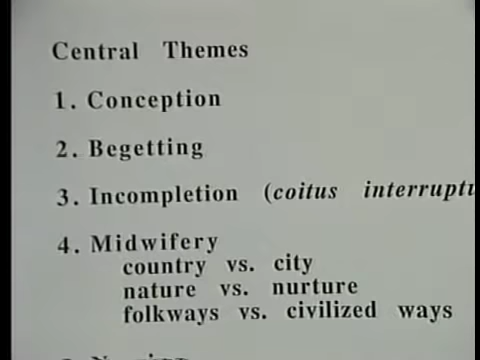 Central Themes
1. Conception
2. Begetting
3. Incompletion (coitus interruptu
4. Midwifery
country vs. city
nature vs. nurture
folkways vs. civilized ways